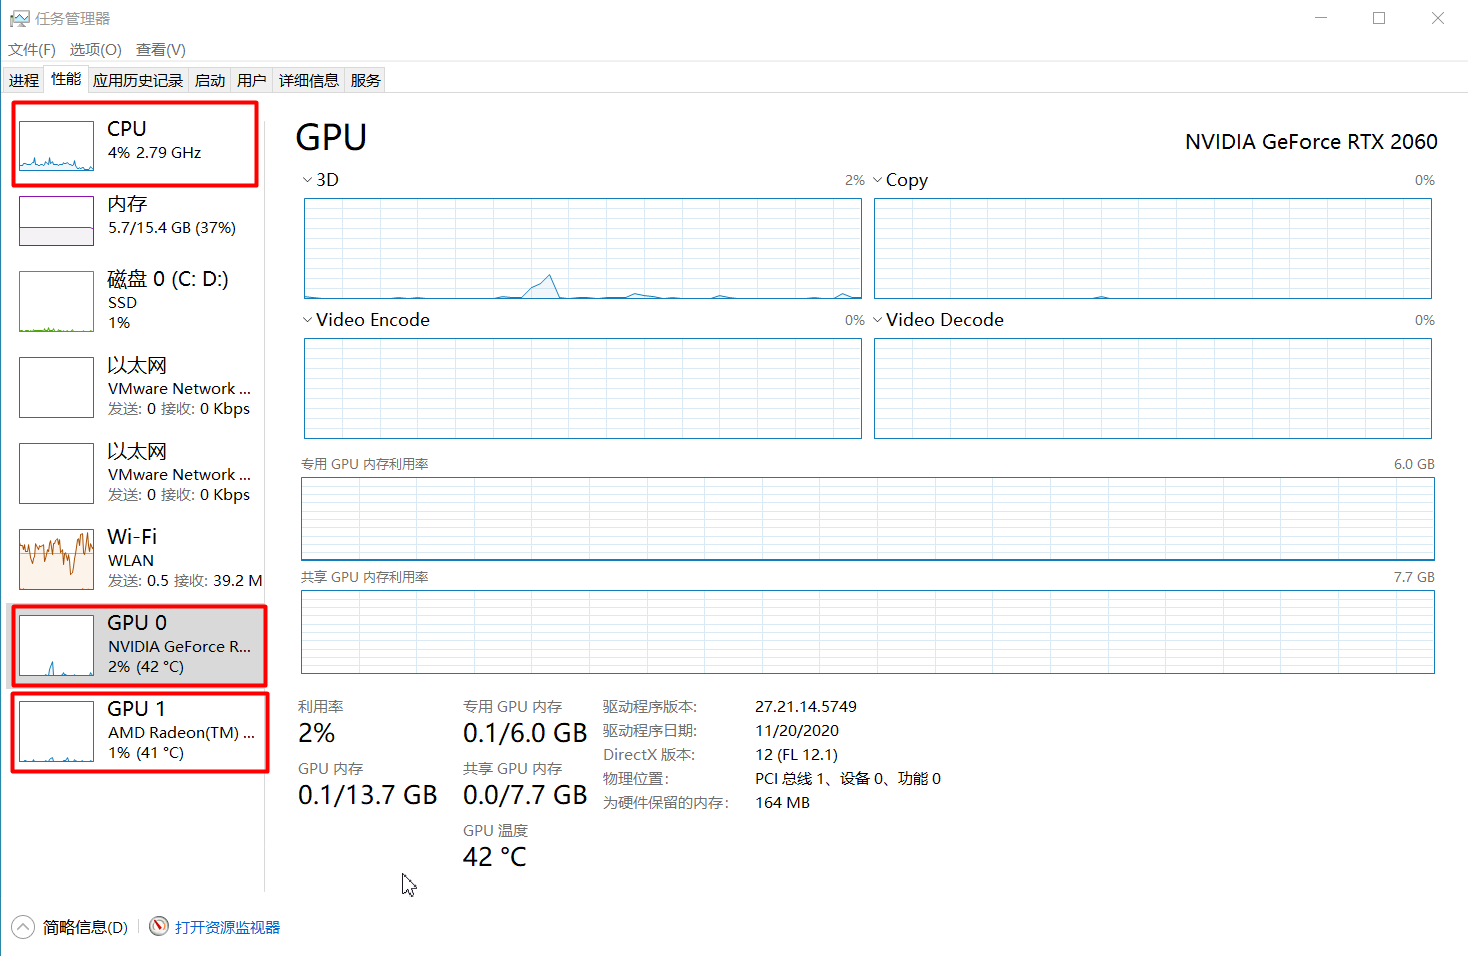 任务管理器
文件(F) 选项(O) 查看(V)
进程 性能 应用历史记录 启动 用户 详细信息 服务
CPU
4% 2.79 GHz
内存
5.7/15.4 GB (37%)
磁盘 0 (C: D:)
SSD
1%
以太网
VMware Network ...
发送: 0 接收: 0 Kbps
以太网
VMware Network ...
发送: 0 接收: 0 Kbps
Wi-Fi
WLAN
发送: 0.5 接收: 39.2 M
GPU 0
NVIDIA GeForce R...
2% (42 °C)
GPU 1
AMD Radeon(TM) ...
1% (41 °C)
GPU
NVIDIA GeForce RTX 2060
3D 2%
Copy 0%
Video Encode 0%
Video Decode 0%
专用 GPU 内存利用率 6.0 GB
共享 GPU 内存利用率 7.7 GB
利用率
2%
专用 GPU 内存
0.1/6.0 GB
GPU 内存
0.1/13.7 GB
共享 GPU 内存
0.0/7.7 GB
GPU 温度
42 °C
驱动程序版本: 27.21.14.5749
驱动程序日期: 11/20/2020
DirectX 版本: 12 (FL 12.1)
物理位置: PCI 总线 1、设备 0、功能 0
为硬件保留的内存: 164 MB
简略信息(D) 打开资源监视器